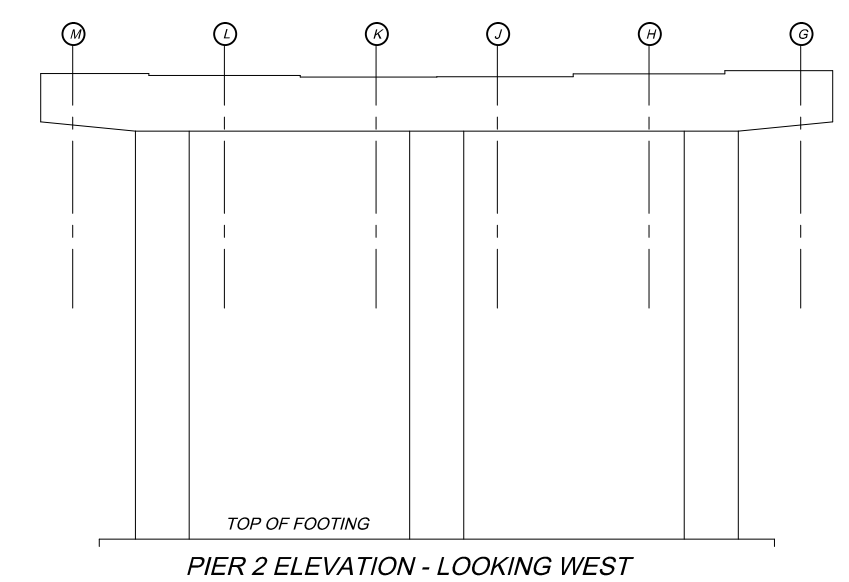 M L K J H G
TOP OF FOOTING
PIER 2 ELEVATION - LOOKING WEST